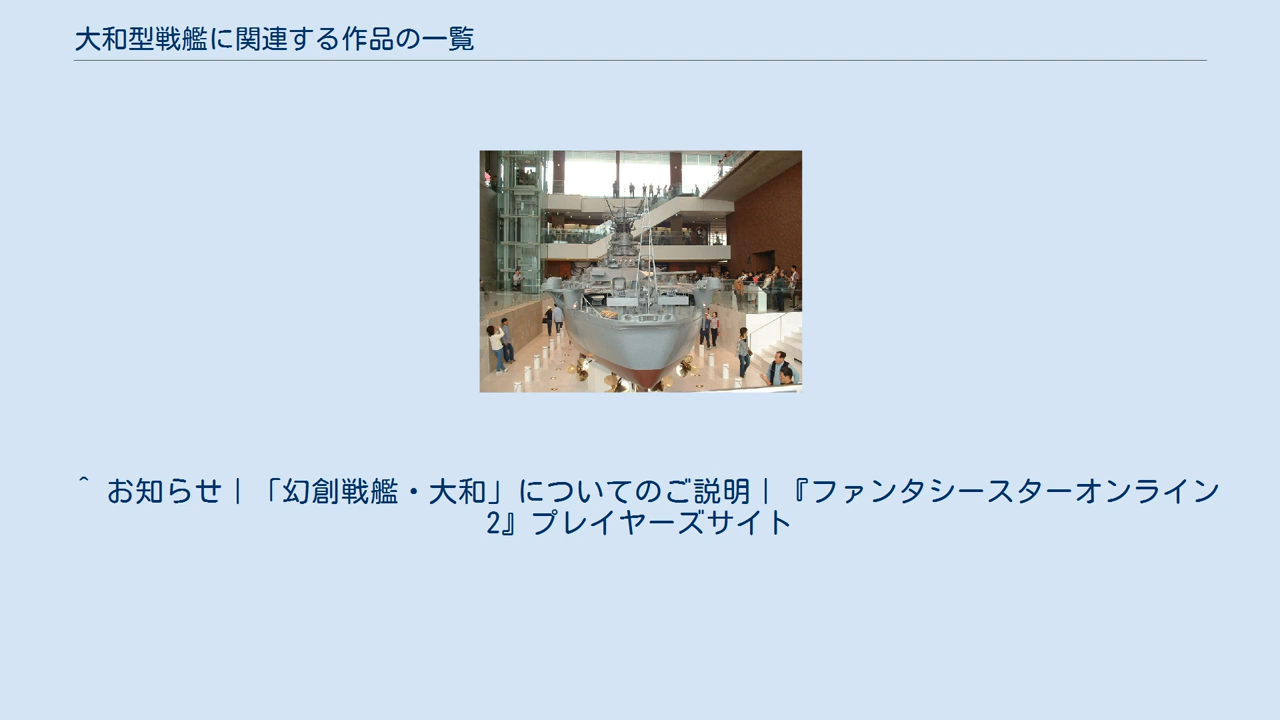 大和型戦艦に関連する作品の一覧
^ お知らせ｜「幻創戦艦・大和」についてのご説明｜『ファンタシースターオンライン
2』プレイヤーズサイト